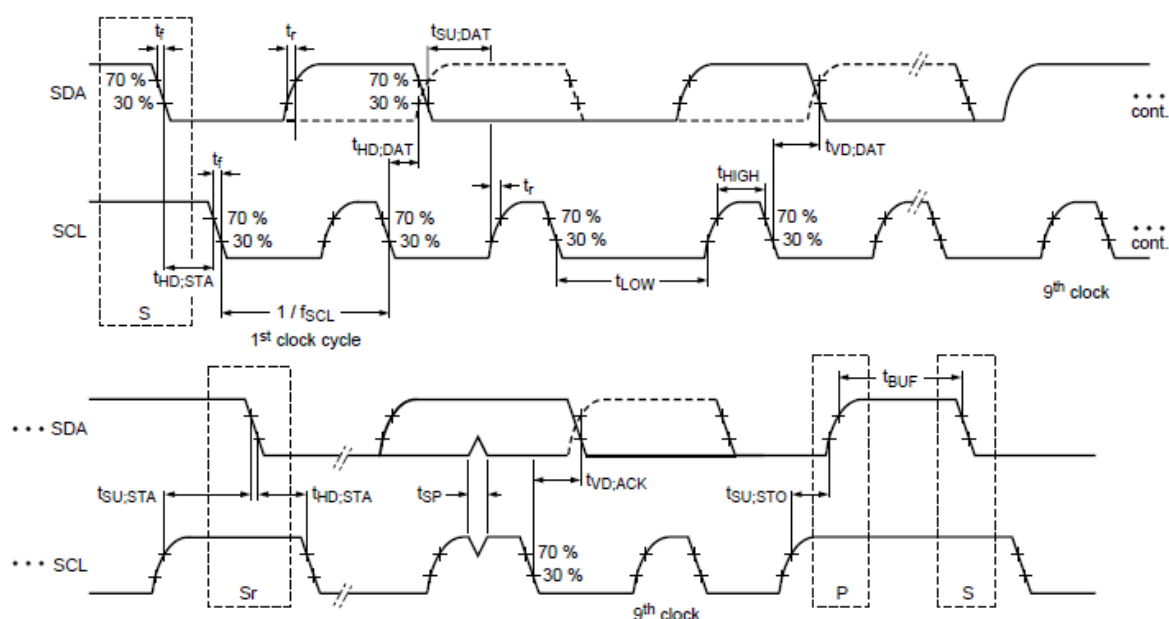 tf tr tSU;DAT
70 % 70 %
SDA
30 % 30 %
• • •
cont.
tf tHD;DAT tr tHIGH tVD;DAT
70 % 70 % 70 % 70 %
SCL
30 % 30 % 30 % 30 %
• • •
cont.
tHD;STA tLOW
S 1 / fSCL 9th clock
1st clock cycle
tBUF
• • • SDA
tSU;STA tHD;STA tSP tVD;ACK tSU;STO
70 %
• • • SCL
30 %
Sr P S
9th clock